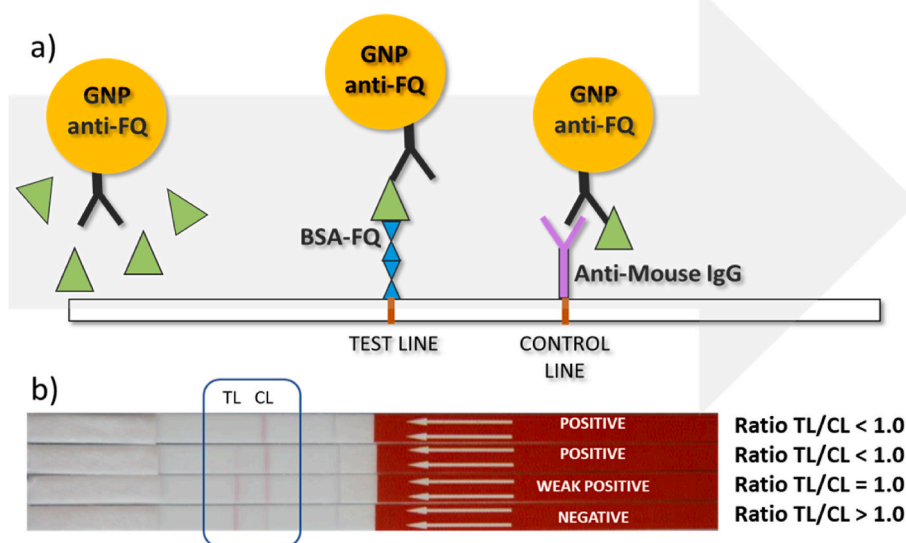 a)
GNP
anti-FQ
GNP
anti-FQ
GNP
anti-FQ
BSA-FQ
Anti-Mouse IgG
TEST LINE
CONTROL
LINE
b)
TL CL
POSITIVE Ratio TL/CL < 1.0
POSITIVE Ratio TL/CL < 1.0
WEAK POSITIVE Ratio TL/CL = 1.0
NEGATIVE Ratio TL/CL > 1.0